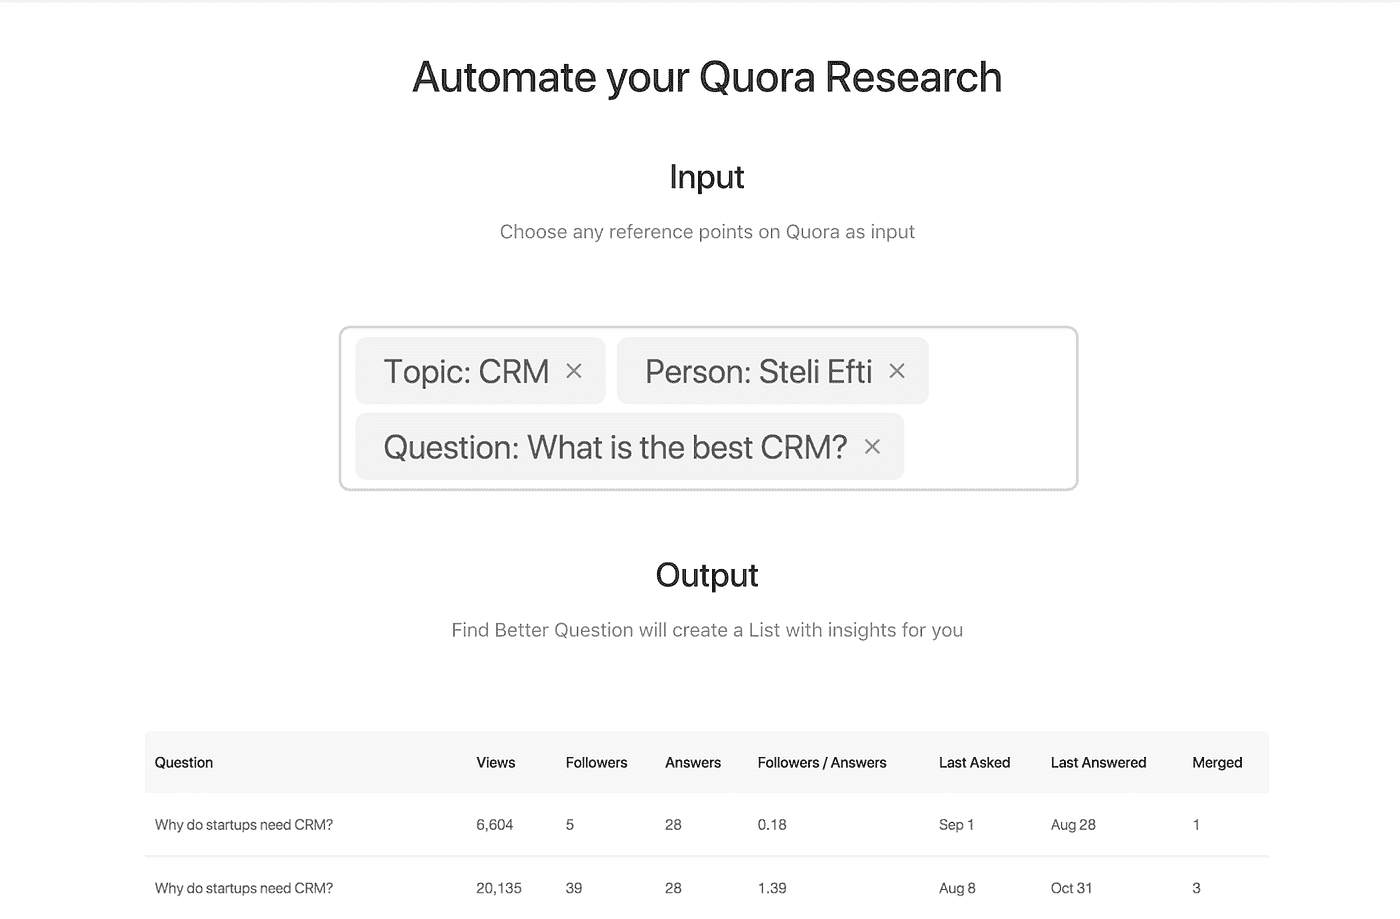 Automate your Quora Research
Input
Choose any reference points on Quora as input
Topic: CRM × Person: Steli Efti ×
Question: What is the best CRM? ×
Output
Find Better Question will create a List with insights for you
Question Views Followers Answers Followers / Answers Last Asked Last Answered Merged
Why do startups need CRM? 6,604 5 28 0.18 Sep 1 Aug 28 1
Why do startups need CRM? 20,135 39 28 1.39 Aug 8 Oct 31 3